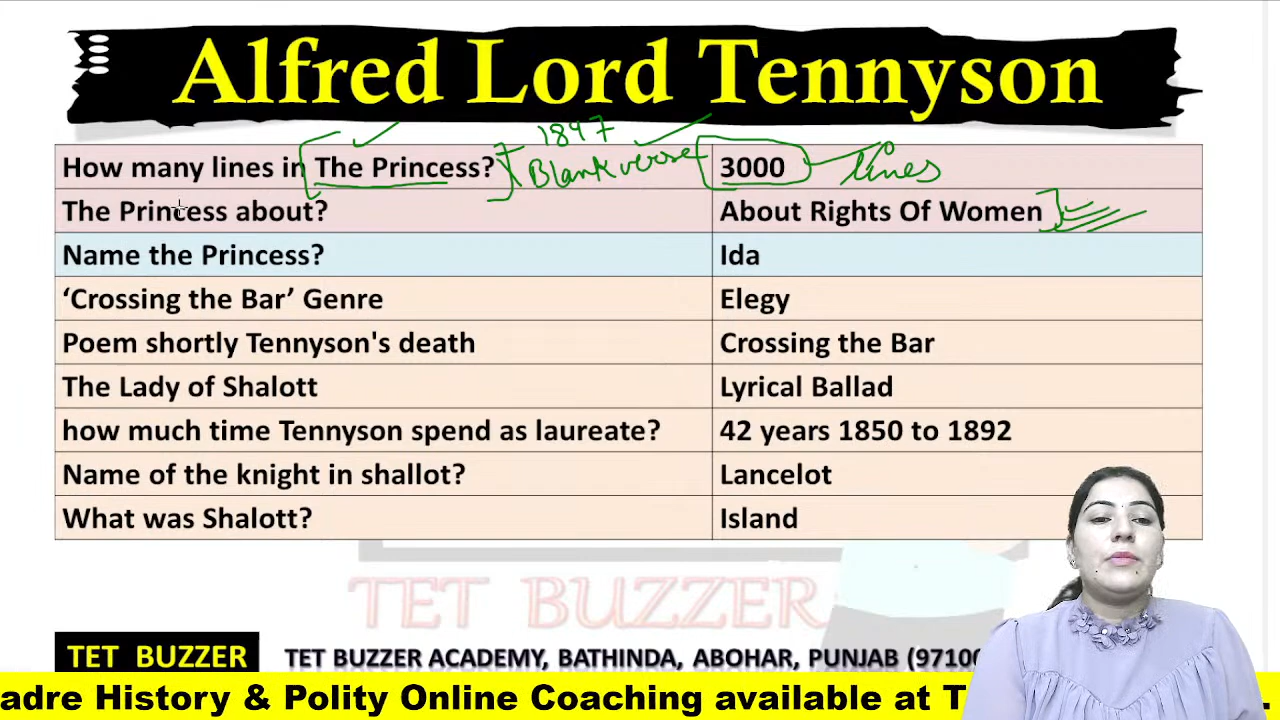 Alfred Lord Tennyson
How many lines in The Princess? 1847 Blank verse 3000 lines
The Princess about? About Rights Of Women
Name the Princess? Ida
‘Crossing the Bar’ Genre Elegy
Poem shortly Tennyson's death Crossing the Bar
The Lady of Shalott Lyrical Ballad
how much time Tennyson spend as laureate? 42 years 1850 to 1892
Name of the knight in shallot? Lancelot
What was Shalott? Island
TET BUZZER
TET BUZZER TET BUZZER ACADEMY, BATHINDA, ABOHAR, PUNJAB (97100
adre History & Polity Online Coaching available at T